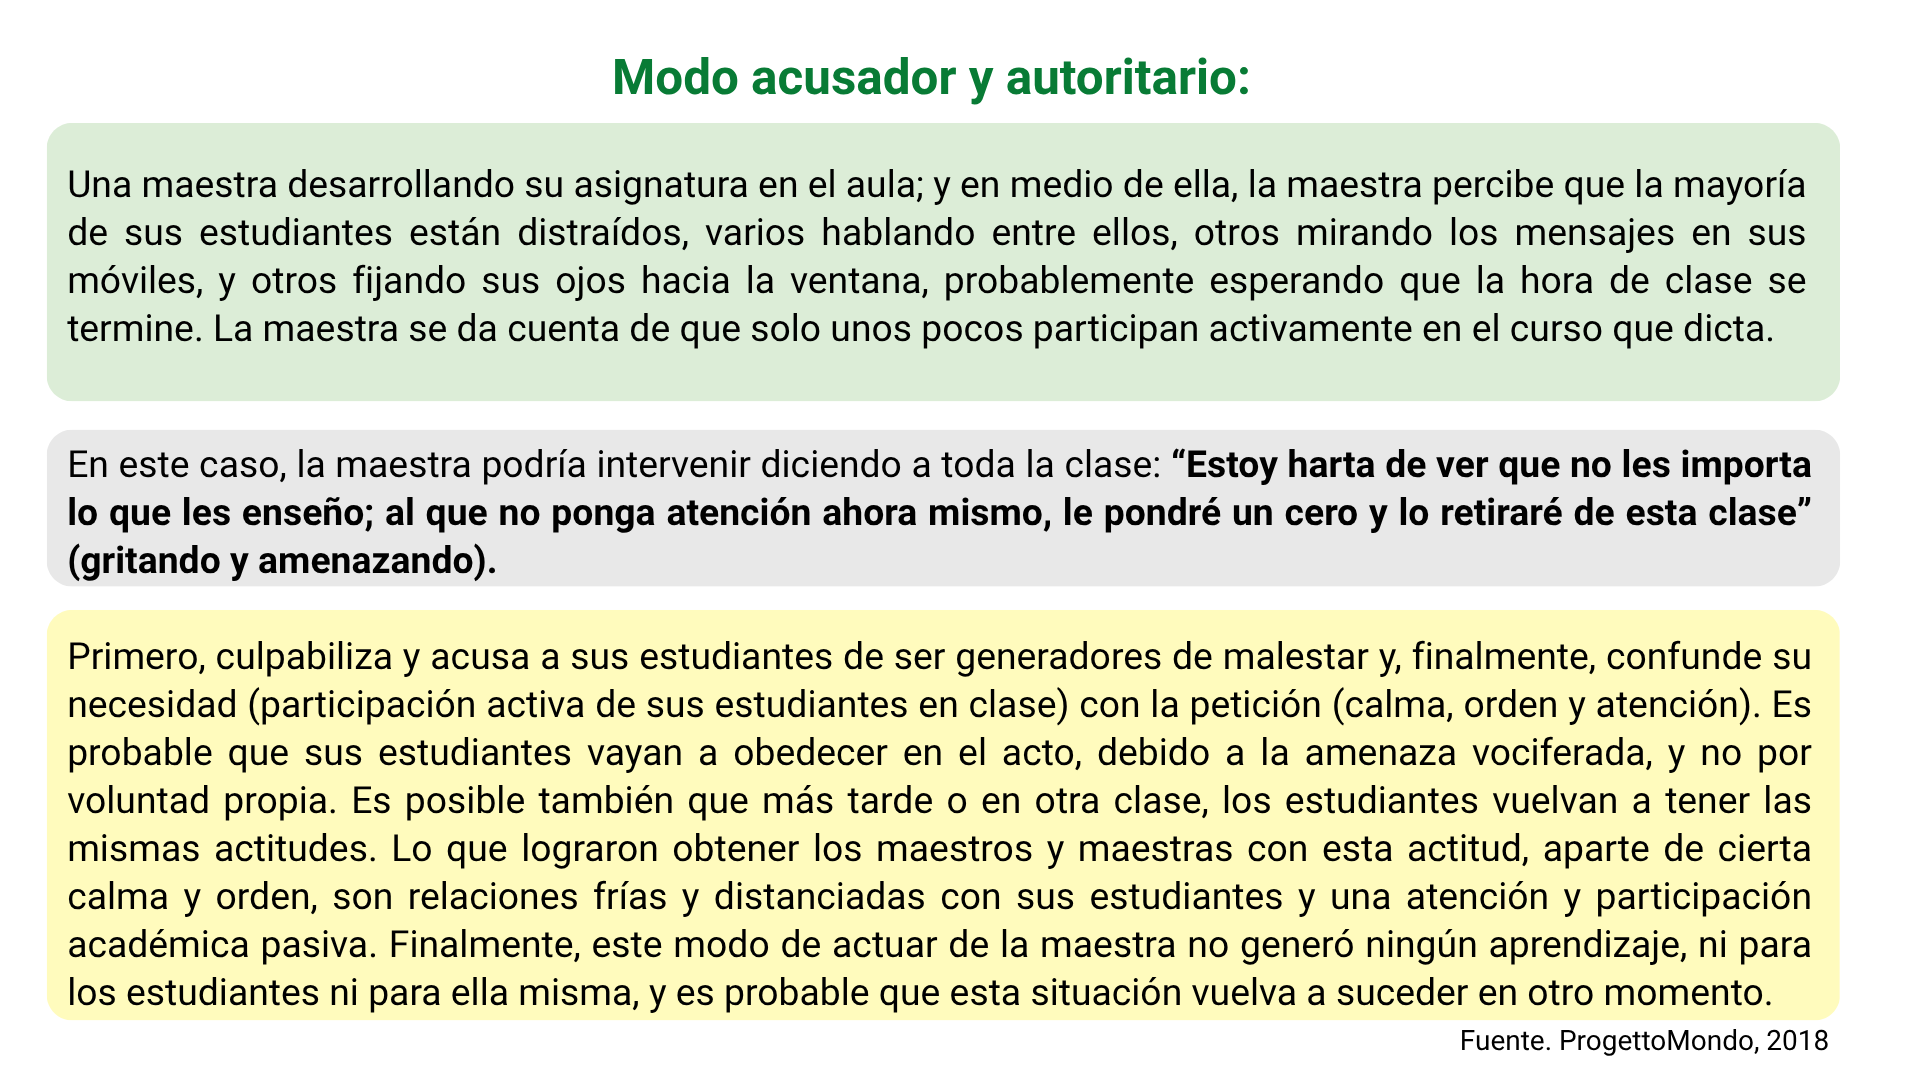 Modo acusador y autoritario:
Una maestra desarrollando su asignatura en el aula; y en medio de ella, la maestra percibe que la mayoría
de sus estudiantes están distraídos, varios hablando entre ellos, otros mirando los mensajes en sus
móviles, y otros fijando sus ojos hacia la ventana, probablemente esperando que la hora de clase se
termine. La maestra se da cuenta de que solo unos pocos participan activamente en el curso que dicta.
En este caso, la maestra podría intervenir diciendo a toda la clase: “Estoy harta de ver que no les importa
lo que les enseño; al que no ponga atención ahora mismo, le pondré un cero y lo retiraré de esta clase”
(gritando y amenazando).
Primero, culpabiliza y acusa a sus estudiantes de ser generadores de malestar y, finalmente, confunde su
necesidad (participación activa de sus estudiantes en clase) con la petición (calma, orden y atención). Es
probable que sus estudiantes vayan a obedecer en el acto, debido a la amenaza vociferada, y no por
voluntad propia. Es posible también que más tarde o en otra clase, los estudiantes vuelvan a tener las
mismas actitudes. Lo que lograron obtener los maestros y maestras con esta actitud, aparte de cierta
calma y orden, son relaciones frías y distanciadas con sus estudiantes y una atención y participación
académica pasiva. Finalmente, este modo de actuar de la maestra no generó ningún aprendizaje, ni para
los estudiantes ni para ella misma, y es probable que esta situación vuelva a suceder en otro momento.
Fuente. ProgettoMondo, 2018